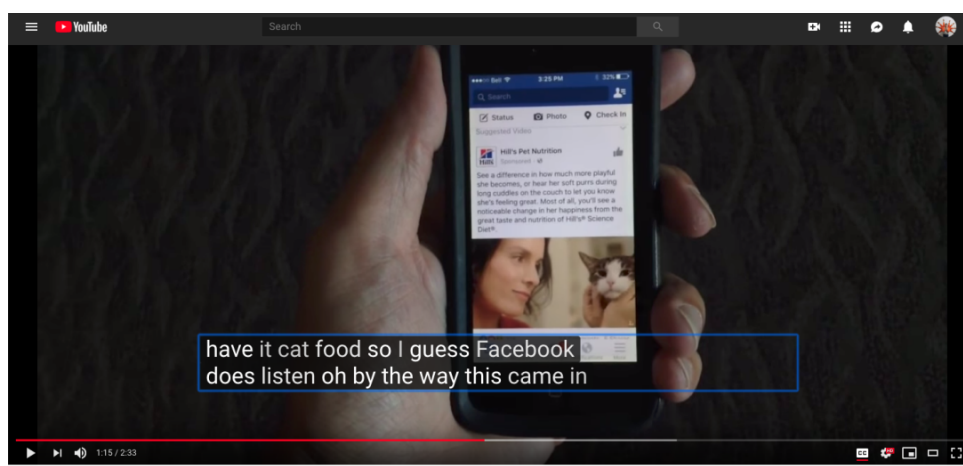 YouTube
Search
Bell 3:25 PM 32%
Search
Status Photo Check In
Suggested Video
Hill's Pet Nutrition
Sponsored
See a difference in how much more playful
she becomes, or hear her soft purrs during
long cuddles on the couch to let you know
she's feeling great. Most of all, you'll see a
noticeable change in her happiness from the
great taste and nutrition of Hill's® Science
Diet®.
have it cat food so I guess Facebook
does listen oh by the way this came in
1:15 / 2:33
CC